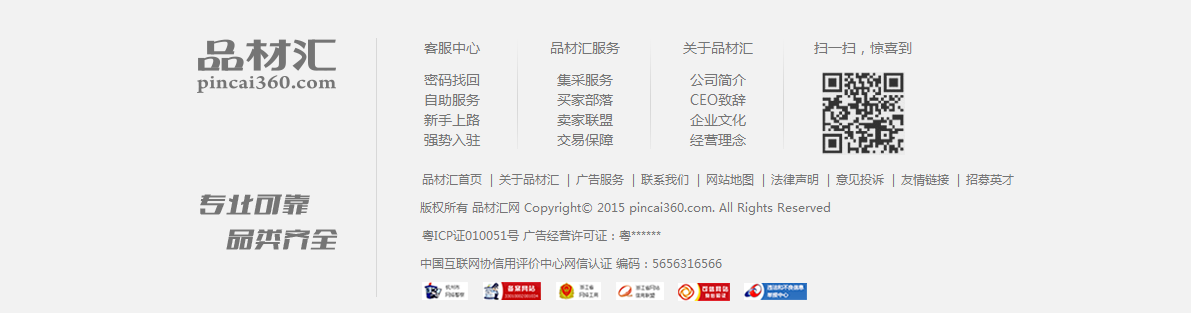 品材汇
pincai360.com
专业可靠
品类齐全
客服中心
密码找回
自助服务
新手上路
强势入驻
品材汇服务
集采服务
买家部落
卖家联盟
交易保障
关于品材汇
公司简介
CEO致辞
企业文化
经营理念
扫一扫，惊喜到
品材汇首页 | 关于品材汇 | 广告服务 | 联系我们 | 网站地图 | 法律声明 | 意见投诉 | 友情链接 | 招募英才
版权所有 品材汇网 Copyright© 2015 pincai360.com. All Rights Reserved
粤ICP证010051号 广告经营许可证：粤******
中国互联网协信用评价中心网信认证 编码：5656316566